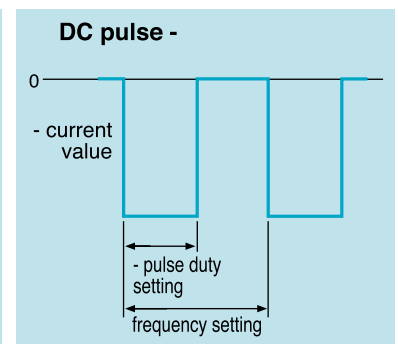 DC pulse -
0
- current
value
- pulse duty
setting
frequency setting